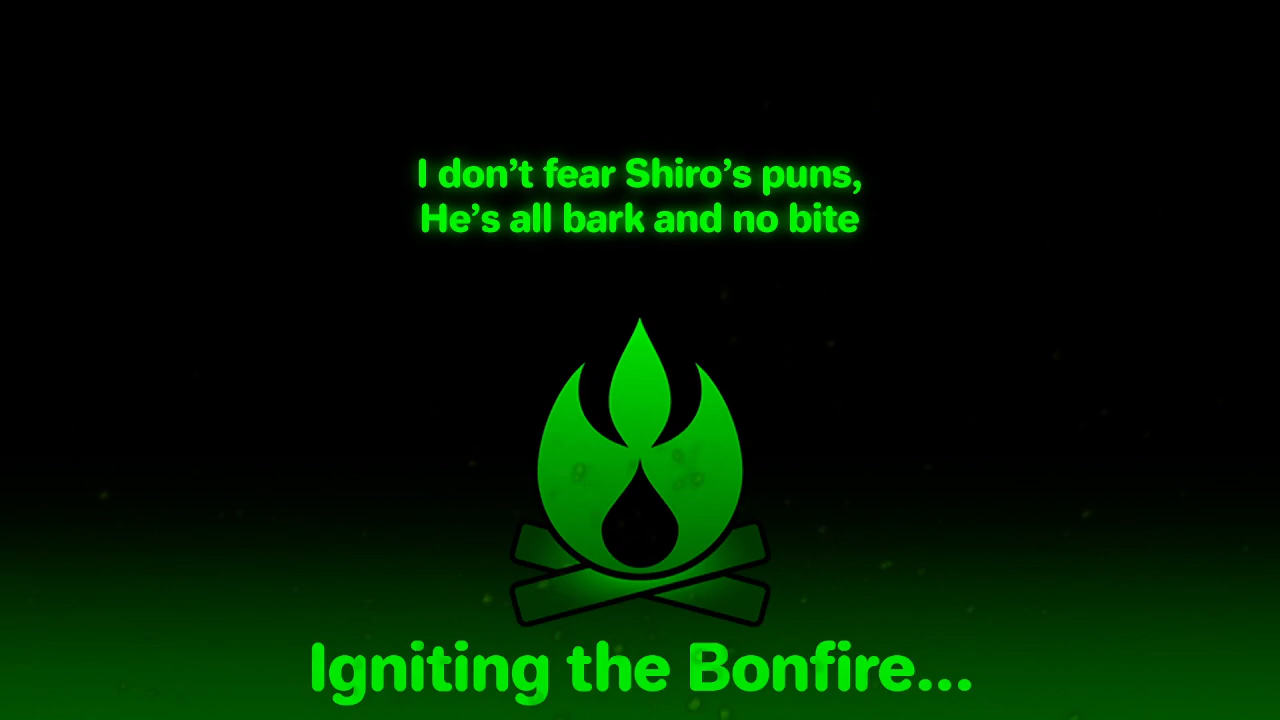 I don’t fear Shiro’s puns,
He’s all bark and no bite
Igniting the Bonfire...